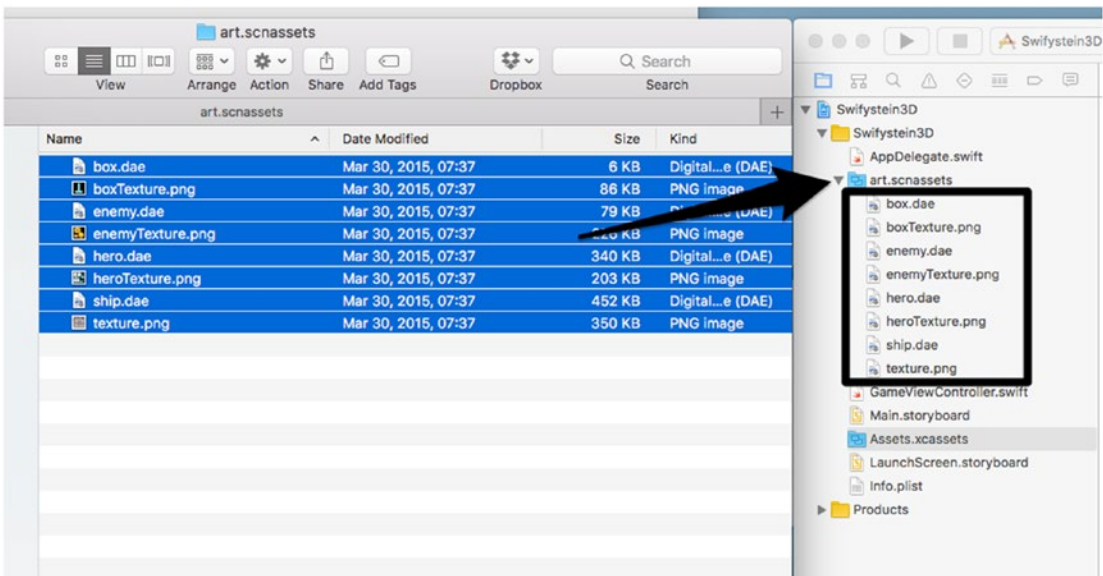 art.scnassets
View Arrange Action Share Add Tags Dropbox Search
Search
art.scnassets +
Name Date Modified Size Kind
box.dae Mar 30, 2015, 07:37 6 KB Digital...e (DAE)
boxTexture.png Mar 30, 2015, 07:37 86 KB PNG image
enemy.dae Mar 30, 2015, 07:37 79 KB Digital...e (DAE)
enemyTexture.png Mar 30, 2015, 07:37 226 KB PNG image
hero.dae Mar 30, 2015, 07:37 340 KB Digital...e (DAE)
heroTexture.png Mar 30, 2015, 07:37 203 KB PNG image
ship.dae Mar 30, 2015, 07:37 452 KB Digital...e (DAE)
texture.png Mar 30, 2015, 07:37 350 KB PNG image
Swifystein3D
Swifystein3D
Swifystein3D
AppDelegate.swift
art.scnassets
box.dae
boxTexture.png
enemy.dae
enemyTexture.png
hero.dae
heroTexture.png
ship.dae
texture.png
GameViewController.swift
Main.storyboard
Assets.xcassets
LaunchScreen.storyboard
Info.plist
Products